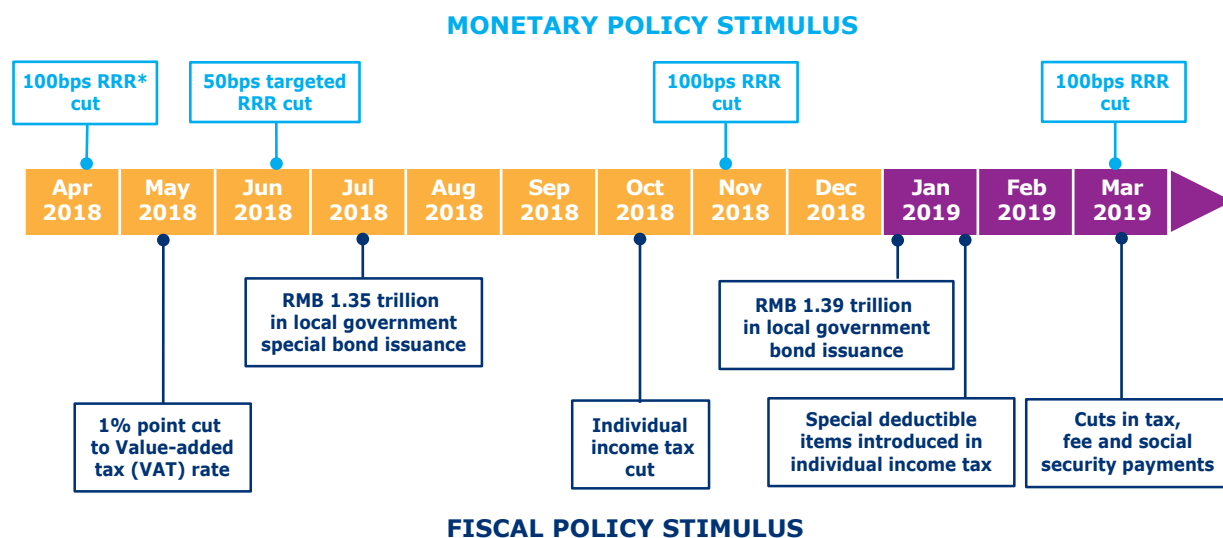 MONETARY POLICY STIMULUS
100bps RRR*
cut
50bps targeted
RRR cut
100bps RRR
cut
100bps RRR
cut
Apr
2018
May
2018
Jun
2018
Jul
2018
Aug
2018
Sep
2018
Oct
2018
Nov
2018
Dec
2018
Jan
2019
Feb
2019
Mar
2019
RMB 1.35 trillion
in local government
special bond issuance
RMB 1.39 trillion
in local government
bond issuance
1% point cut
to Value-added
tax (VAT) rate
Individual
income tax
cut
Special deductible
items introduced in
individual income tax
Cuts in tax,
fee and social
security payments
FISCAL POLICY STIMULUS